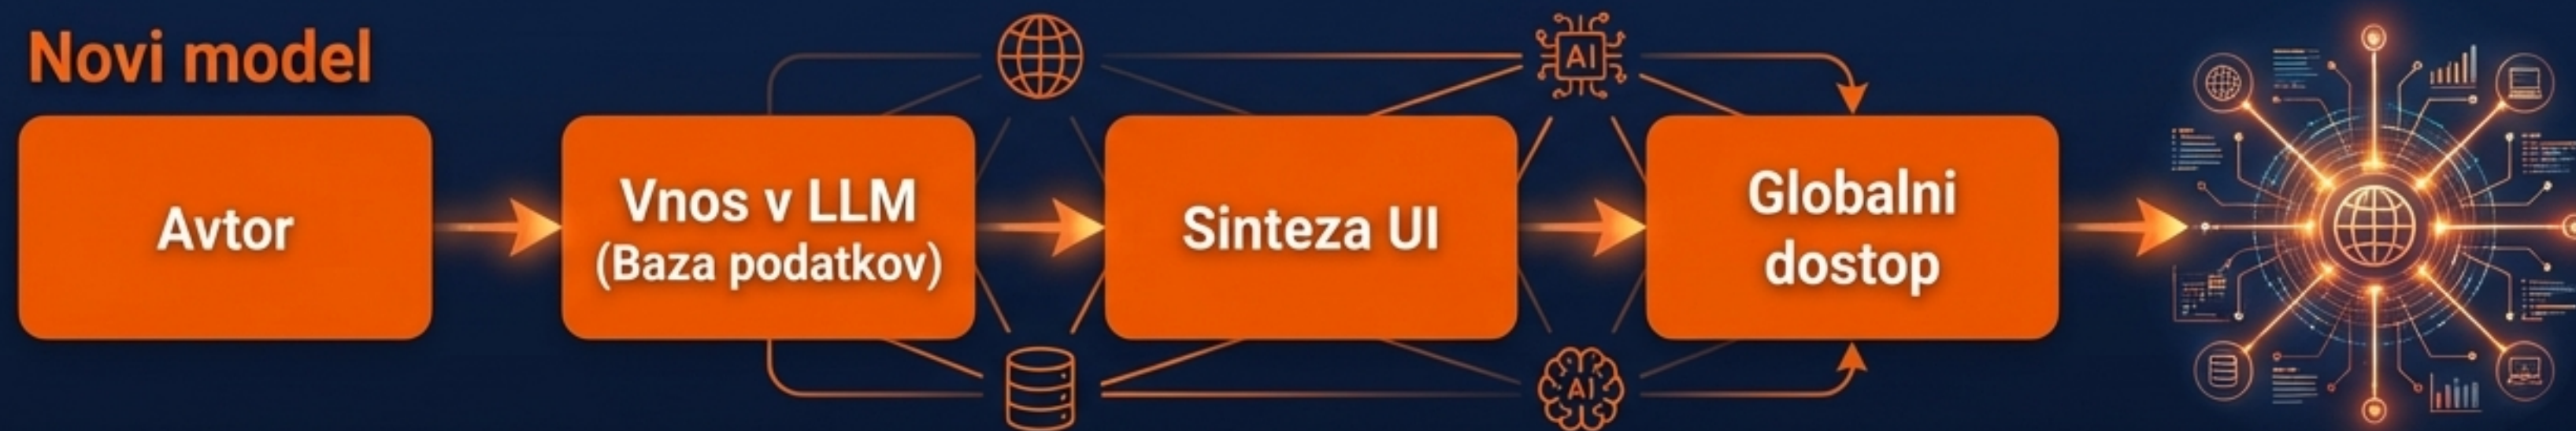 Novi model
Avtor
Vnos v LLM
(Baza podatkov)
Sinteza UI
Globalni
dostop
AI
AI